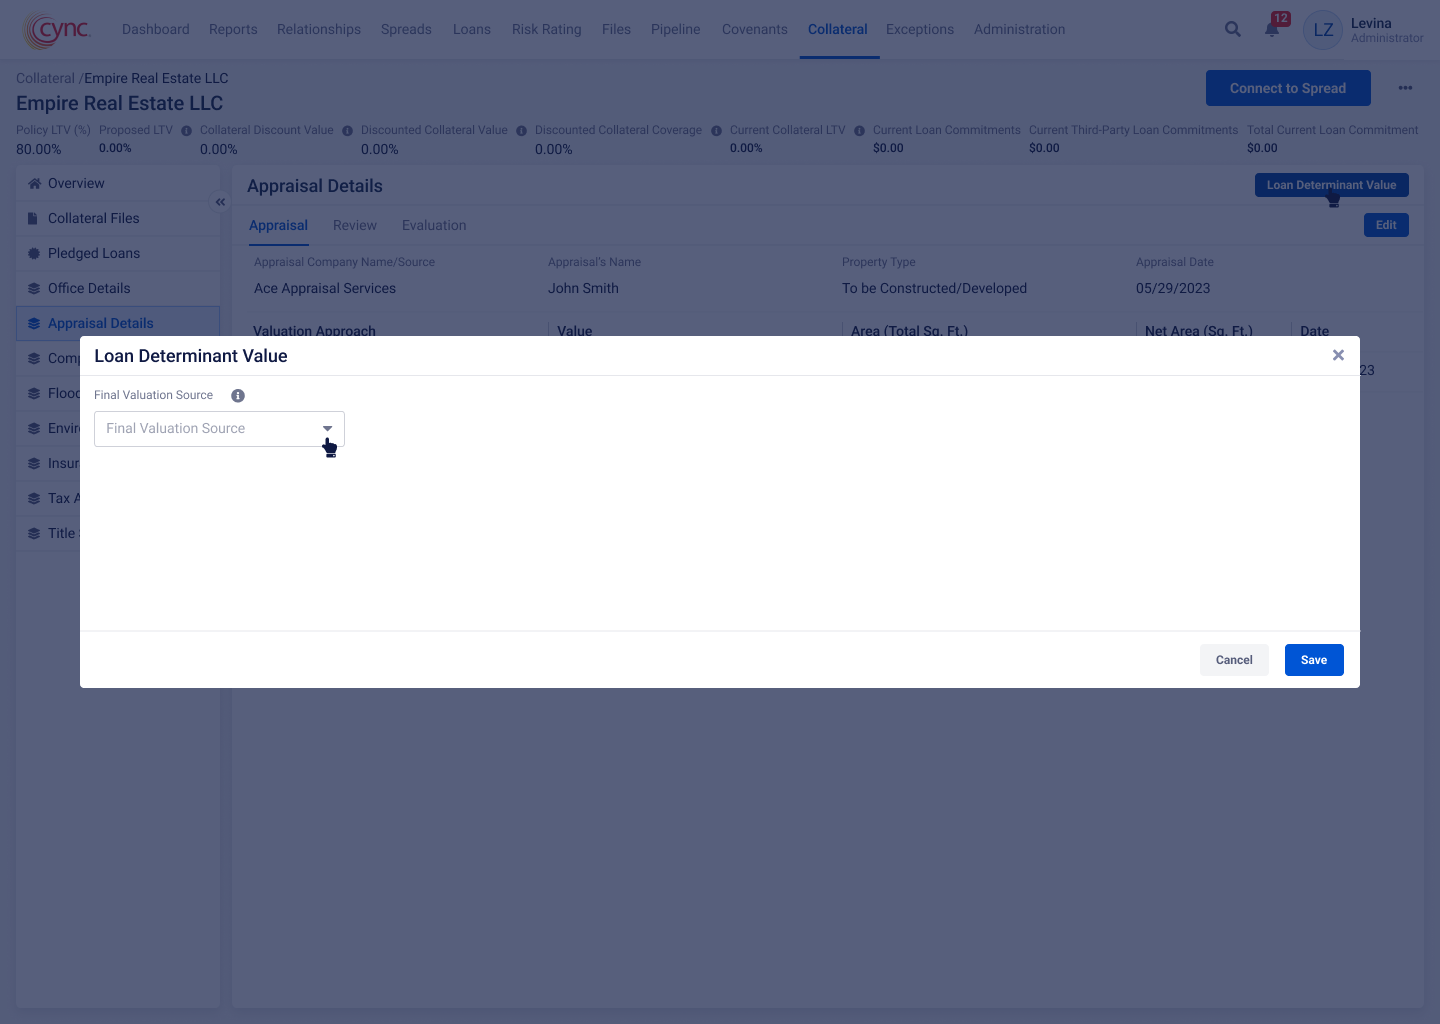 cync
Dashboard Reports Relationships Spreads Loans Risk Rating Files Pipeline Covenants Collateral Exceptions Administration 12 LZ Levina
Administrator
Collateral /Empire Real Estate LLC
Empire Real Estate LLC
Connect to Spread
Policy LTV (%) Proposed LTV Collateral Discount Value Discounted Collateral Value Discounted Collateral Coverage Current Collateral LTV Current Loan Commitments Current Third-Party Loan Commitments Total Current Loan Commitment
80.00% 0.00% 0.00% 0.00% 0.00% 0.00% $0.00 $0.00 $0.00
Overview
Collateral Files
Pledged Loans
Office Details
Appraisal Details
Tax A
Appraisal Details Loan Determinant Value
Appraisal Review Evaluation Edit
Appraisal Company Name/Source Appraisal's Name Property Type Appraisal Date
Ace Appraisal Services John Smith To be Constructed/Developed 05/29/2023
Valuation Approach Value Area (Total Sq. Ft.) Net Area (Sq. Ft.) Date
23
Loan Determinant Value
Final Valuation Source
Final Valuation Source
Cancel Save